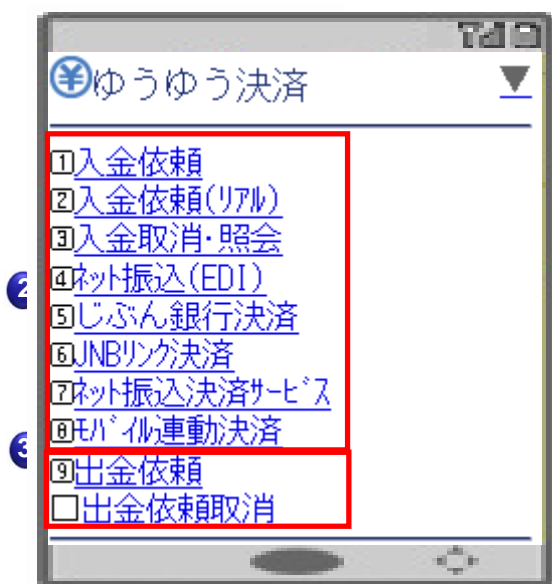 ¥ゆうゆう決済 ▼
1入金依頼
2入金依頼(リアル)
3入金取消・照会
4ネット振込(EDI)
5じぶん銀行決済
6JNBリンク決済
7ネット振込決済サービス
8モバイル連動決済
9出金依頼
□出金依頼取消
2
3